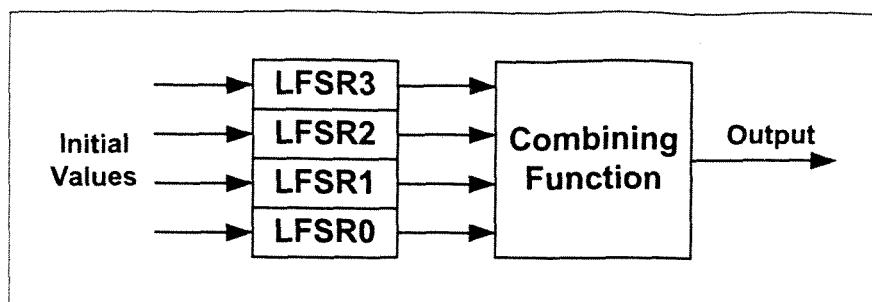 Initial
Values
LFSR3
LFSR2
LFSR1
LFSR0
Combining
Function
Output